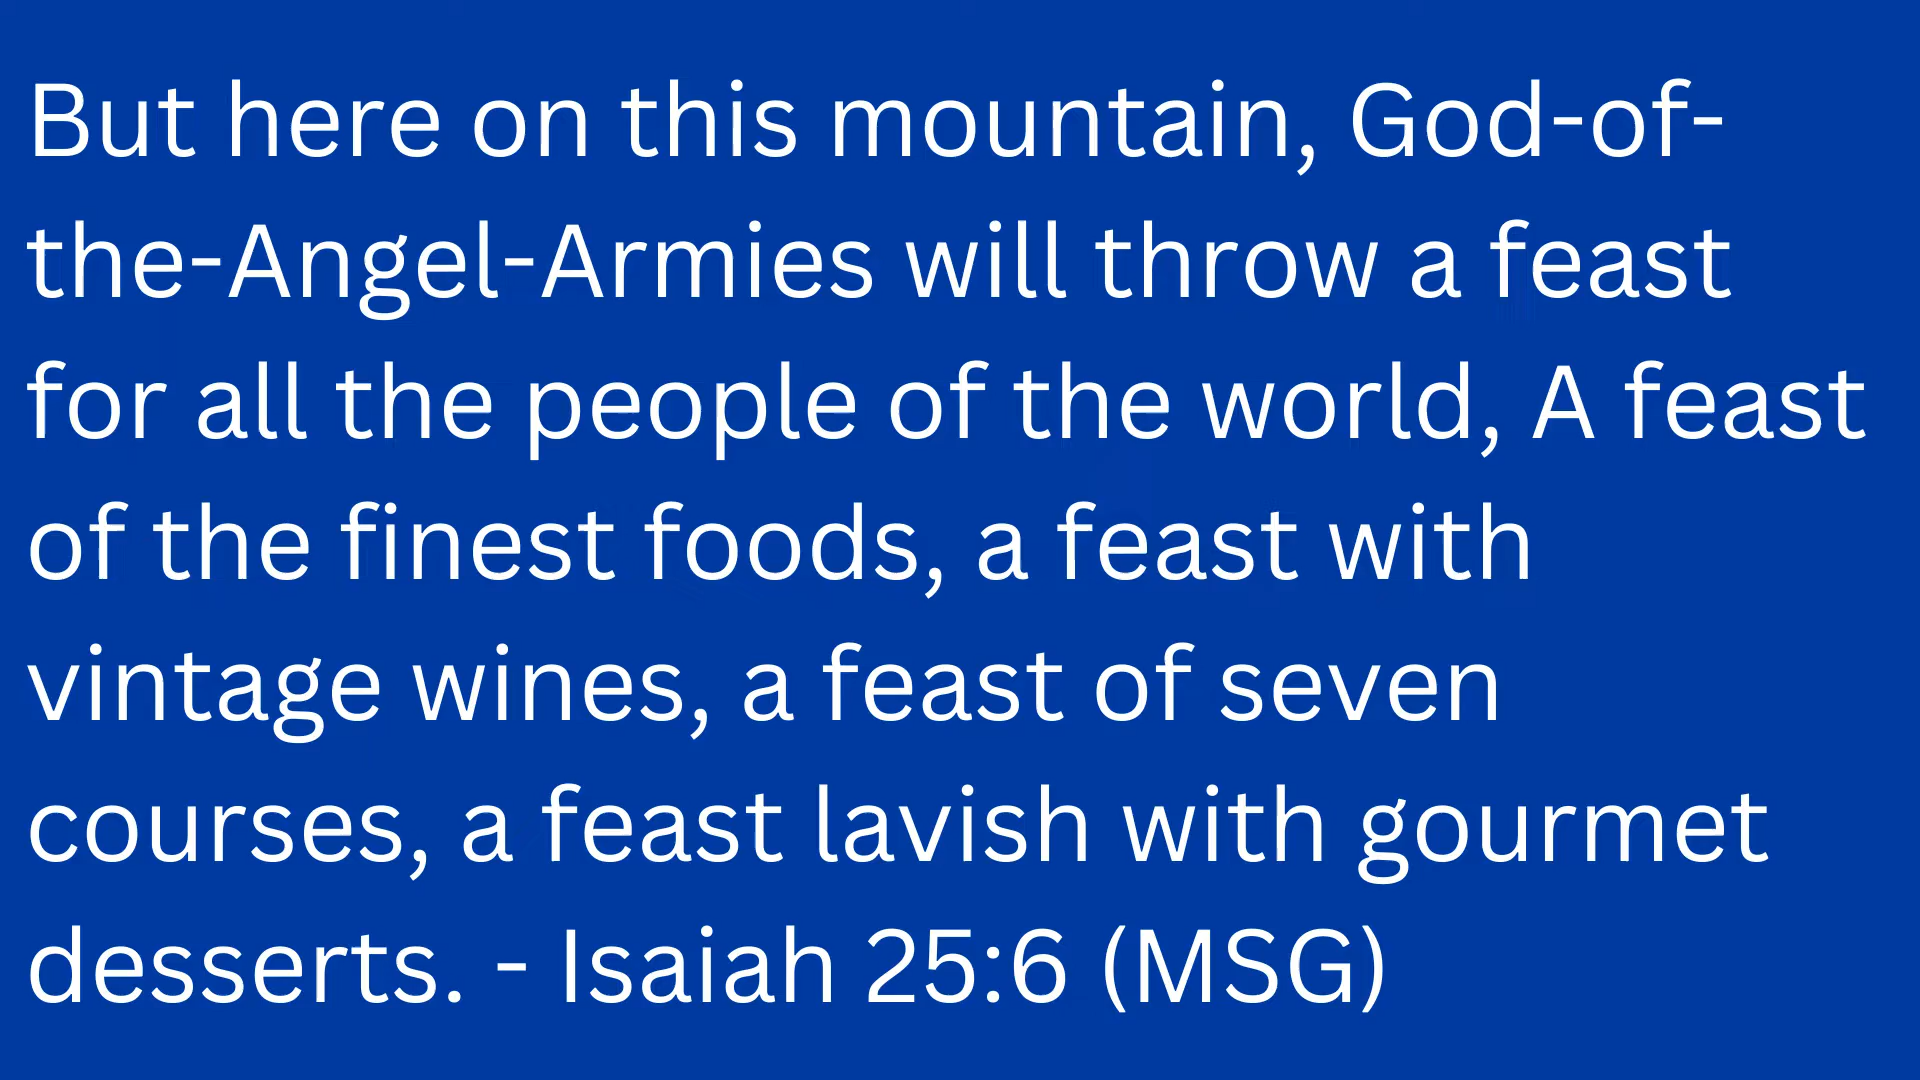 But here on this mountain, God-of-
the-Angel-Armies will throw a feast
for all the people of the world, A feast
of the finest foods, a feast with
vintage wines, a feast of seven
courses, a feast lavish with gourmet
desserts. - Isaiah 25:6 (MSG)